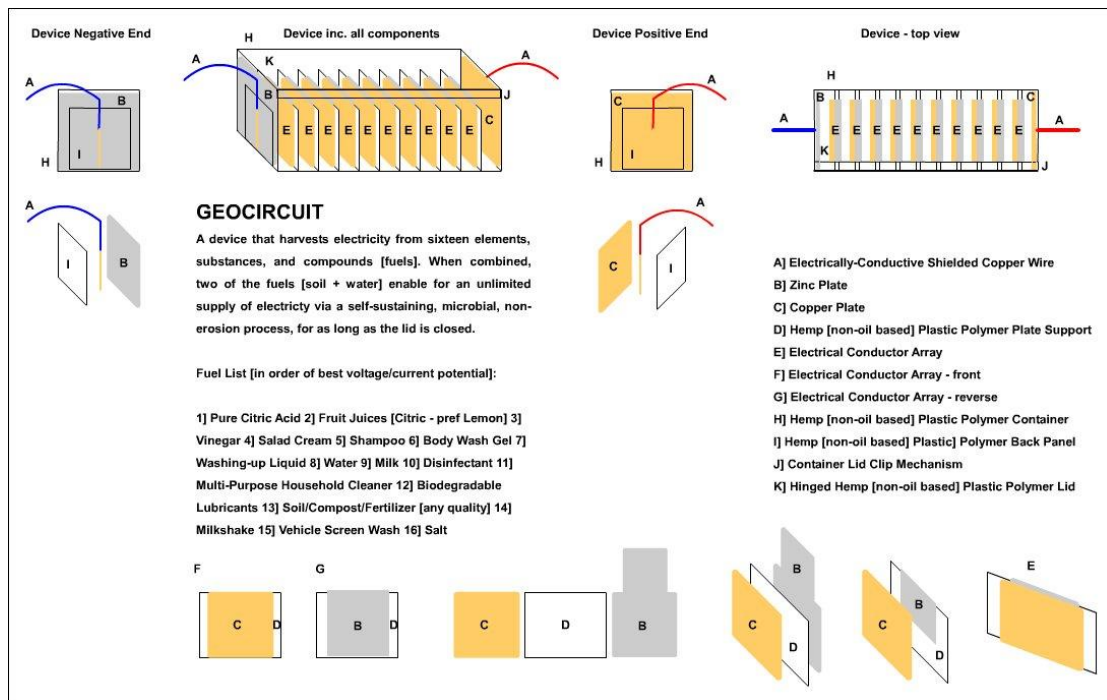 Device Negative End
Device inc. all components
Device Positive End
Device - top view
A
B
I
H
H
K
A
B
E E E E E E E E E
A
J
C
A
C
I
H
H
B
C
A
E E E E E E E E E
A
K
J
A
I
B
A
C
I
GEOCIRCUIT
A device that harvests electricity from sixteen elements,
substances, and compounds [fuels]. When combined,
two of the fuels [soil + water] enable for an unlimited
supply of electricty via a self-sustaining, microbial, non-
erosion process, for as long as the lid is closed.
Fuel List [in order of best voltage/current potential]:
1] Pure Citric Acid 2] Fruit Juices [Citric - pref Lemon] 3]
Vinegar 4] Salad Cream 5] Shampoo 6] Body Wash Gel 7]
Washing-up Liquid 8] Water 9] Milk 10] Disinfectant 11]
Multi-Purpose Household Cleaner 12] Biodegradable
Lubricants 13] Soil/Compost/Fertilizer [any quality] 14]
Milkshake 15] Vehicle Screen Wash 16] Salt
A] Electrically-Conductive Shielded Copper Wire
B] Zinc Plate
C] Copper Plate
D] Hemp [non-oil based] Plastic Polymer Plate Support
E] Electrical Conductor Array
F] Electrical Conductor Array - front
G] Electrical Conductor Array - reverse
H] Hemp [non-oil based] Plastic Polymer Container
I] Hemp [non-oil based] Plastic] Polymer Back Panel
J] Container Lid Clip Mechanism
K] Hinged Hemp [non-oil based] Plastic Polymer Lid
F
C
D
G
B
D
C
D
B
B
C
D
B
C
D
E